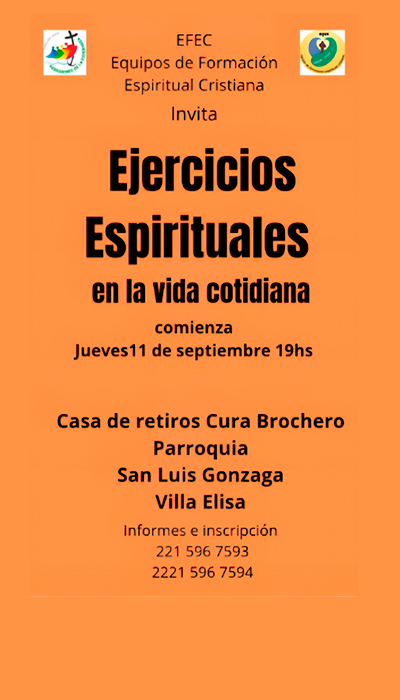 EFEC
Equipos de Formación
Espiritual Cristiana
Invita
Ejercicios
Espirituales
en la vida cotidiana
comienza
Jueves11 de septiembre 19hs
Casa de retiros Cura Brochero
Parroquia
San Luis Gonzaga
Villa Elisa
Informes e inscripción
221 596 7593
2221 596 7594